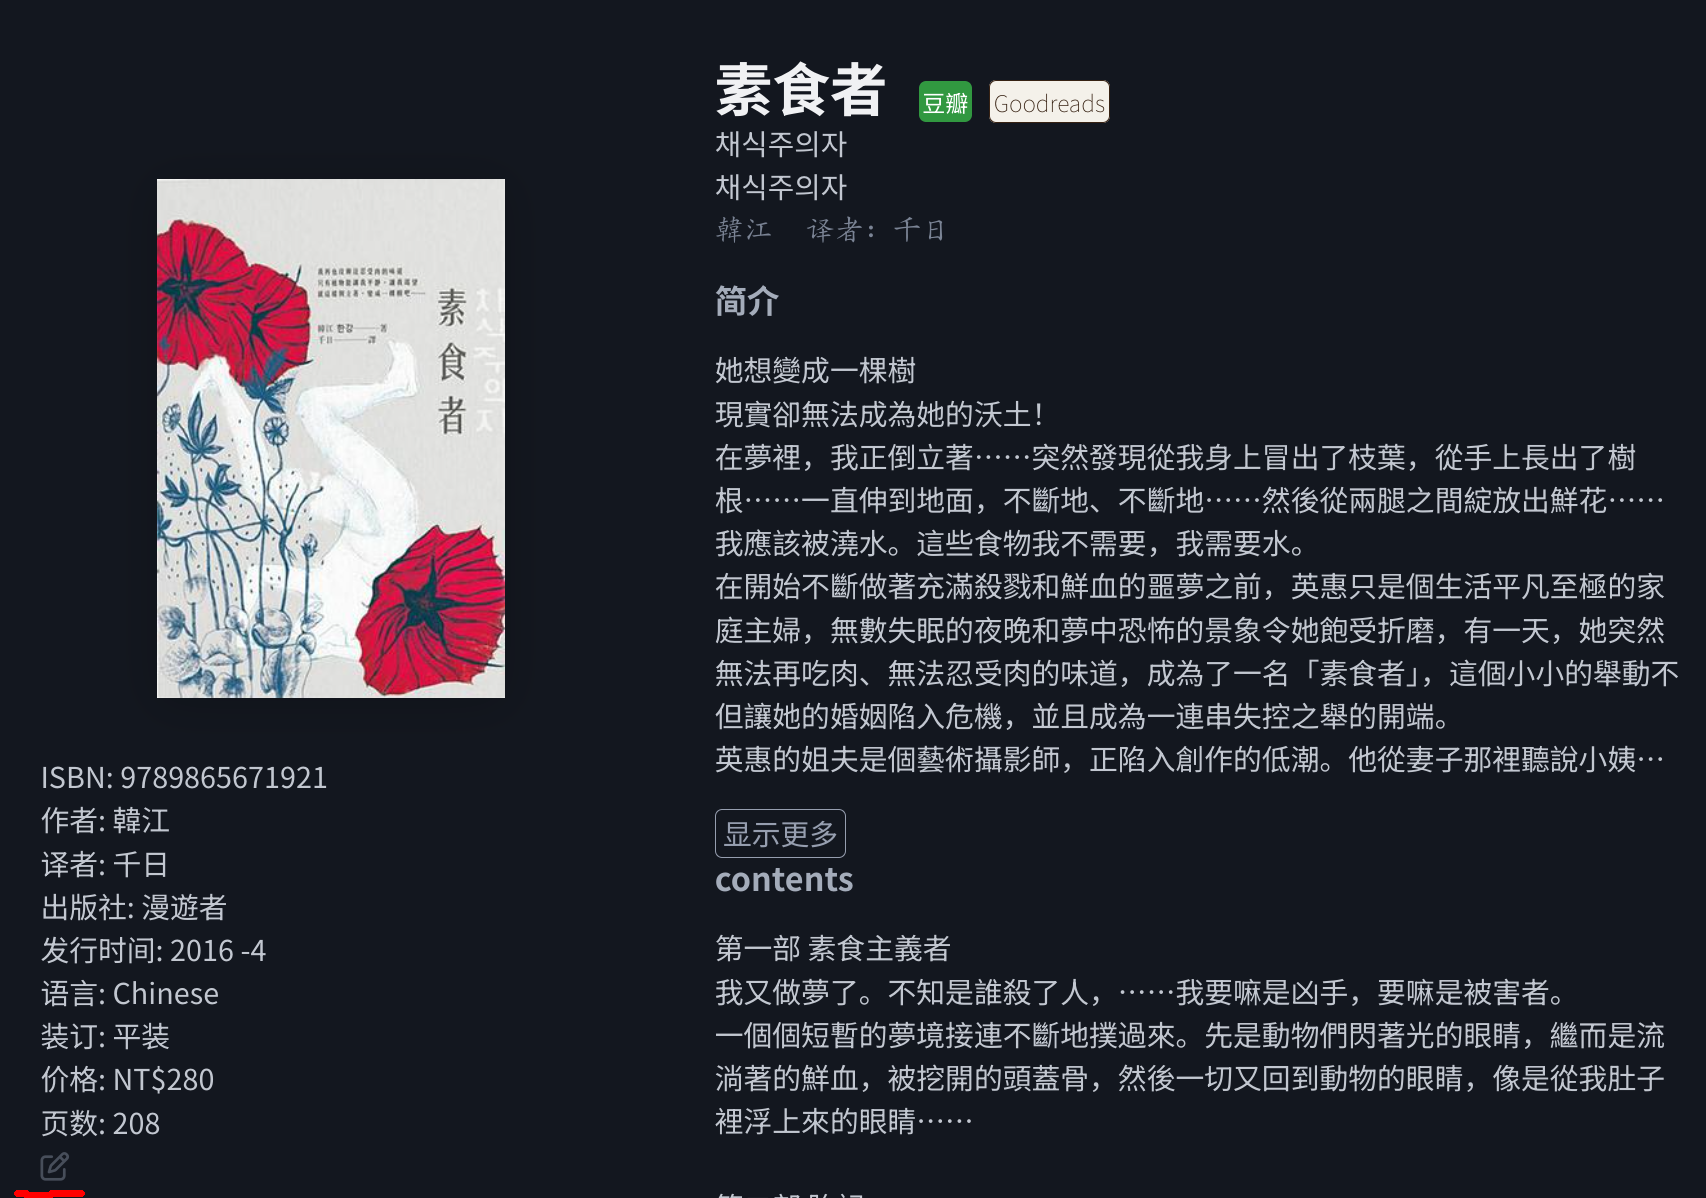 素食者
豆瓣
Goodreads
채식주의자
채식주의자
韓江 译者：千日
素食者
韓江 한강——著
千日——譯
ISBN: 9789865671921
作者: 韓江
译者: 千日
出版社: 漫遊者
发行时间: 2016 -4
语言: Chinese
装订: 平装
价格: NT$280
页数: 208
简介
她想變成一棵樹
現實卻無法成為她的沃土！
在夢裡，我正倒立著……突然發現從我身上冒出了枝葉，從手上長出了樹
根……一直伸到地面，不斷地、不斷地……然後從兩腿之間綻放出鮮花……
我應該被澆水。這些食物我不需要，我需要水。
在開始不斷做著充滿殺戮和鮮血的噩夢之前，英惠只是個生活平凡至極的家
庭主婦，無數失眠的夜晚和夢中恐怖的景象令她飽受折磨，有一天，她突然
無法再吃肉、無法忍受肉的味道，成為了一名「素食者」，這個小小的舉動不
但讓她的婚姻陷入危機，並且成為一連串失控之舉的開端。
英惠的姐夫是個藝術攝影師，正陷入創作的低潮。他從妻子那裡聽說小姨…
显示更多
contents
第一部 素食主義者
我又做夢了。不知是誰殺了人，……我要嘛是凶手，要嘛是被害者。
一個個短暫的夢境接連不斷地撲過來。先是動物們閃著光的眼睛，繼而是流
淌著的鮮血，被挖開的頭蓋骨，然後一切又回到動物的眼睛，像是從我肚子
裡浮上來的眼睛……